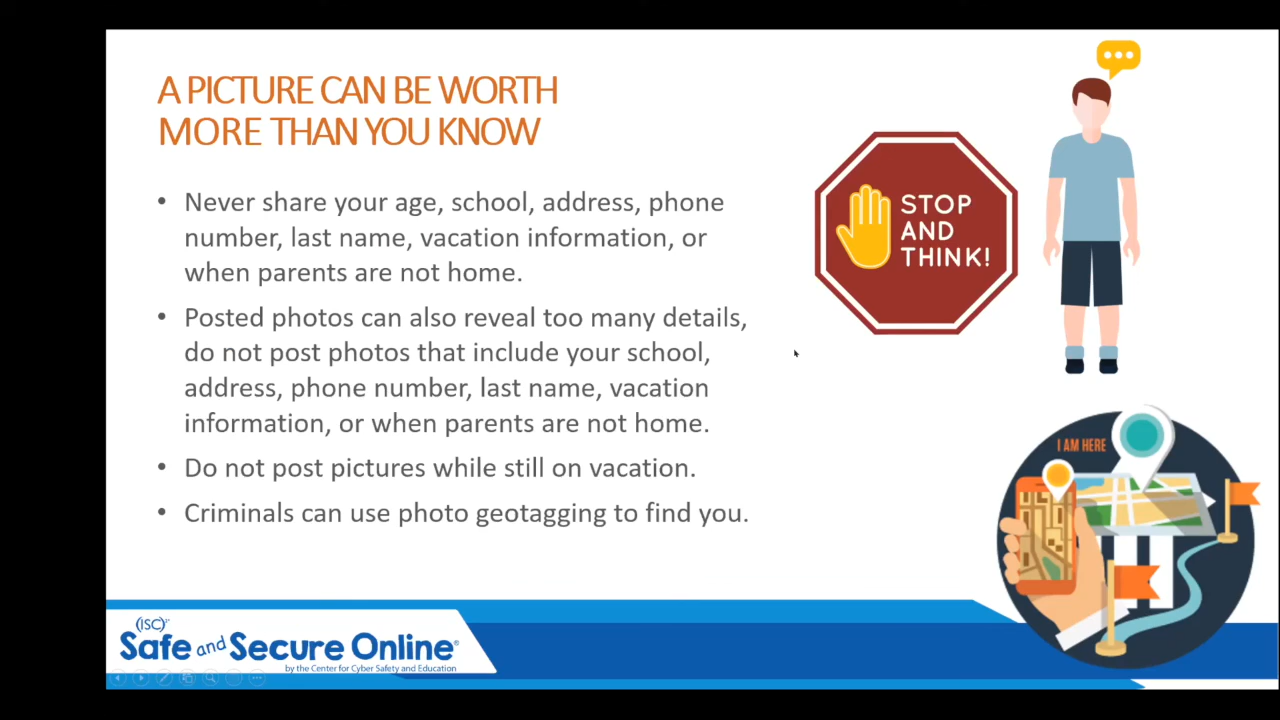 A PICTURE CAN BE WORTH
MORE THAN YOU KNOW
• Never share your age, school, address, phone
number, last name, vacation information, or
when parents are not home.
• Posted photos can also reveal too many details,
do not post photos that include your school,
address, phone number, last name, vacation
information, or when parents are not home.
• Do not post pictures while still on vacation.
• Criminals can use photo geotagging to find you.
STOP
AND
THINK!
I AM HERE
(ISC)²
Safe and Secure Online®
by the Center for Cyber Safety and Education